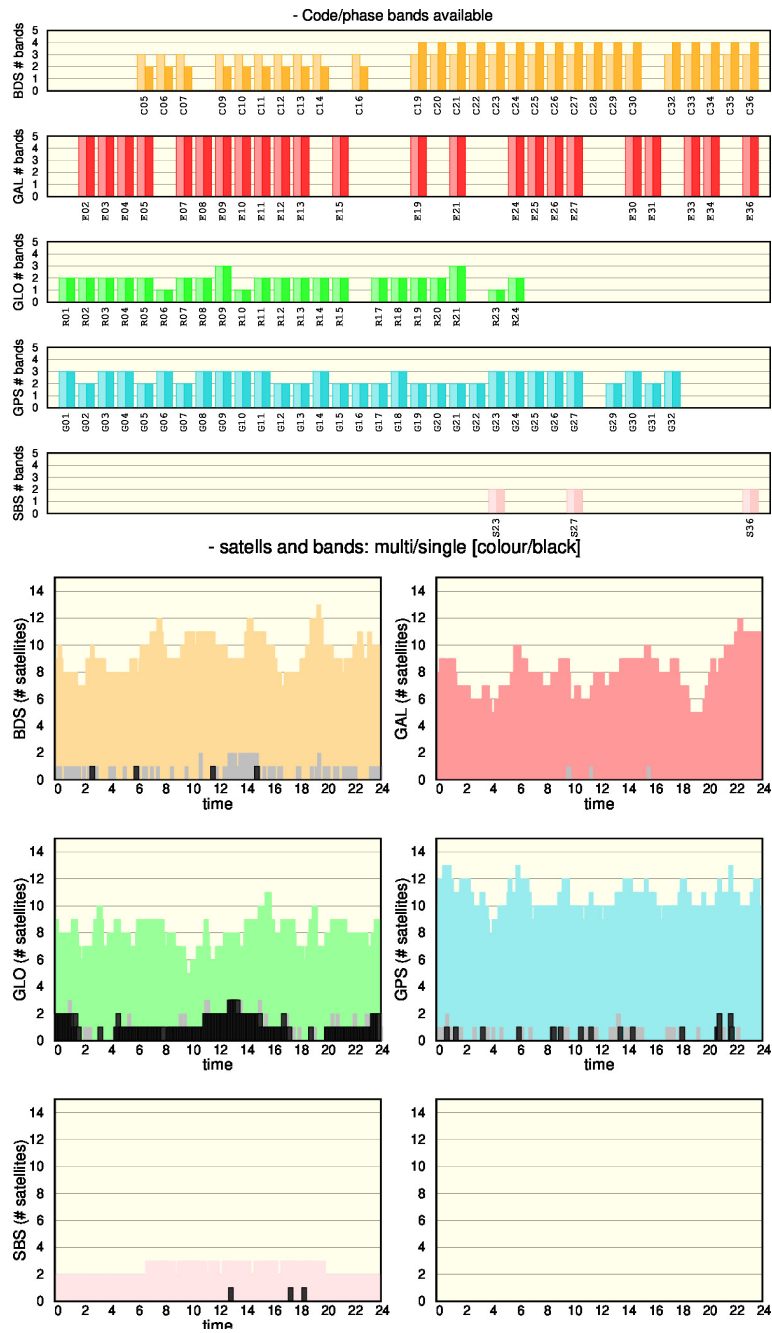 - Code/phase bands available
BDS # bands
5
4
3
2
1
0
C05 C06 C07 C09 C10 C11 C12 C13 C14 C16 C19 C20 C21 C22 C23 C24 C25 C26 C27 C28 C29 C30 C32 C33 C34 C35 C36
GAL # bands
5
4
3
2
1
0
E02 E03 E04 E05 E07 E08 E09 E10 E11 E12 E13 E15 E19 E21 E24 E25 E26 E27 E30 E31 E33 E34 E36
GLO # bands
5
4
3
2
1
0
R01 R02 R03 R04 R05 R06 R07 R08 R09 R10 R11 R12 R13 R14 R15 R17 R18 R19 R20 R21 R23 R24
GPS # bands
5
4
3
2
1
0
G01 G02 G03 G04 G05 G06 G07 G08 G09 G10 G11 G12 G13 G14 G15 G16 G17 G18 G19 G20 G21 G22 G23 G24 G25 G26 G27 G29 G30 G31 G32
SBS # bands
5
4
3
2
1
0
S23 S27 S36
- satells and bands: multi/single [colour/black]
BDS (# satellites)
14
12
10
8
6
4
2
0
0 2 4 6 8 10 12 14 16 18 20 22 24
time
GAL (# satellites)
14
12
10
8
6
4
2
0
0 2 4 6 8 10 12 14 16 18 20 22 24
time
GLO (# satellites)
14
12
10
8
6
4
2
0
0 2 4 6 8 10 12 14 16 18 20 22 24
time
GPS (# satellites)
14
12
10
8
6
4
2
0
0 2 4 6 8 10 12 14 16 18 20 22 24
time
SBS (# satellites)
14
12
10
8
6
4
2
0
0 2 4 6 8 10 12 14 16 18 20 22 24
time
14
12
10
8
6
4
2
0
0 2 4 6 8 10 12 14 16 18 20 22 24